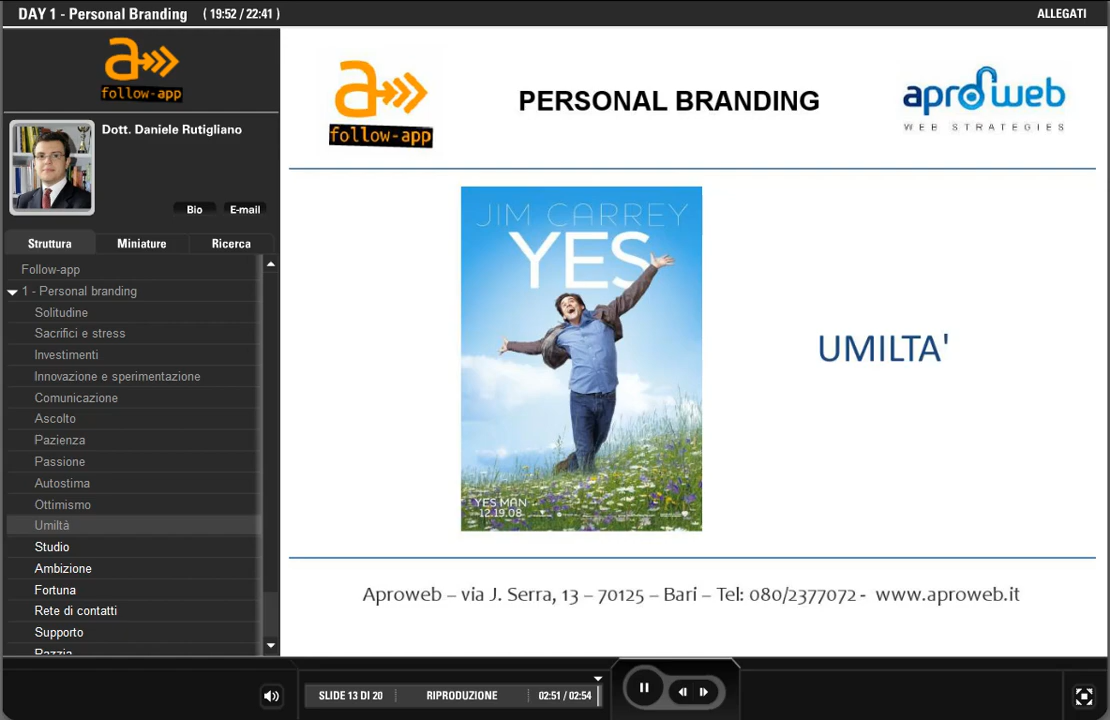 DAY 1 - Personal Branding ( 19:52 / 22:41 )
ALLEGATI
a
follow-app
Dott. Daniele Rutigliano
Bio
E-mail
Struttura
Miniature
Ricerca
Follow-app
1 - Personal branding
Solitudine
Sacrifici e stress
Investimenti
Innovazione e sperimentazione
Comunicazione
Ascolto
Pazienza
Passione
Autostima
Ottimismo
Umiltà
Studio
Ambizione
Fortuna
Rete di contatti
Supporto
Pazzia
a
follow-app
PERSONAL BRANDING
aproweb
WEB STRATEGIES
JIM CARREY
YES
YES MAN
12.19.08
UMILTA'
Aproweb – via J. Serra, 13 – 70125 – Bari – Tel: 080/2377072 - www.aproweb.it
SLIDE 13 DI 20
RIPRODUZIONE
02:51 / 02:54